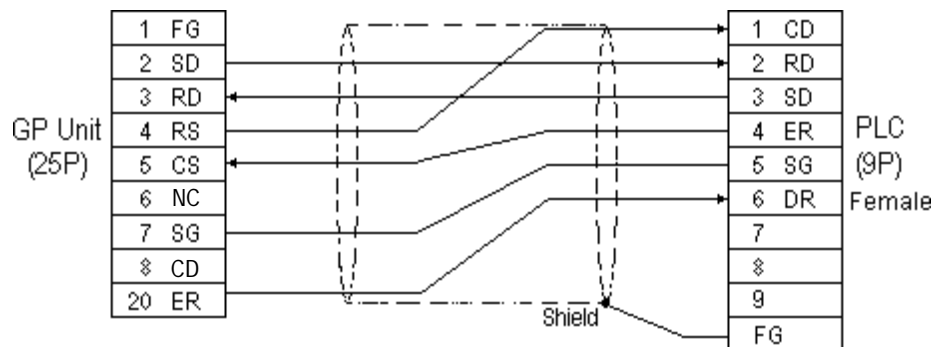 GP Unit
(25P)
1 FG
2 SD
3 RD
4 RS
5 CS
6 NC
7 SG
8 CD
20 ER
Shield
1 CD
2 RD
3 SD
4 ER
5 SG
6 DR
7
8
9
FG
PLC
(9P)
Female